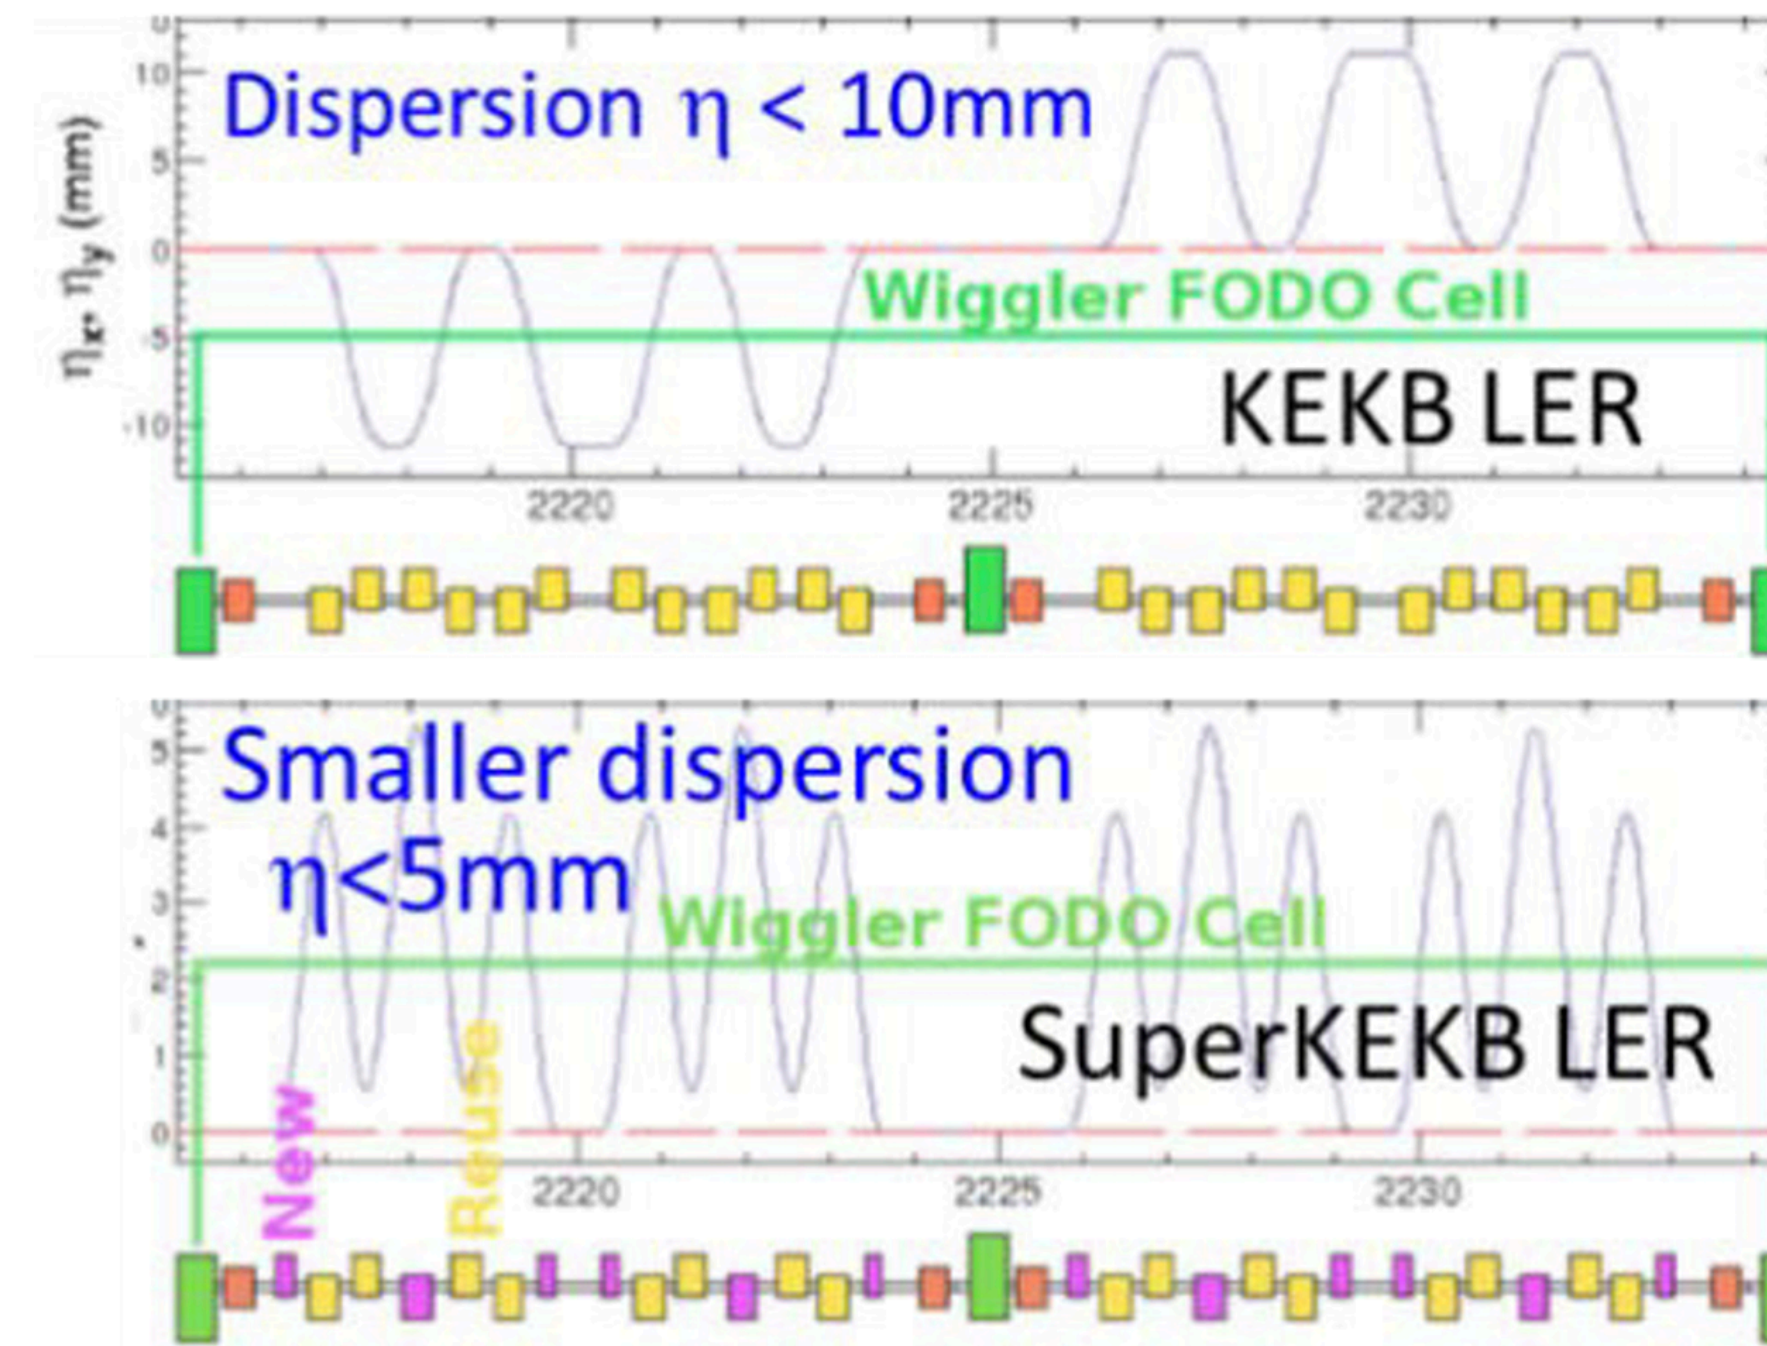 10
Dispersion η < 10mm
5
0
ηx, ηy (mm)
Wiggler FODO Cell
-5
KEKB LER
-10
2220 2225 2230
5
Smaller dispersion
4
η<5mm
3
Wiggler FODO Cell
2
SuperKEKB LER
1
New
Reuse
0
2220 2225 2230